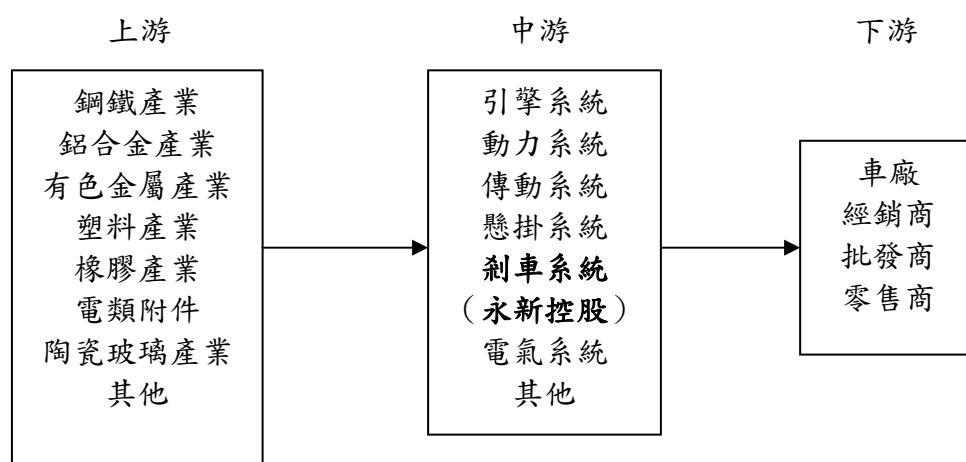 上游
鋼鐵產業
鋁合金產業
有色金屬產業
塑料產業
橡膠產業
電類附件
陶瓷玻璃產業
其他
中游
引擎系統
動力系統
傳動系統
懸掛系統
剎車系統
（永新控股）
電氣系統
其他
下游
車廠
經銷商
批發商
零售商